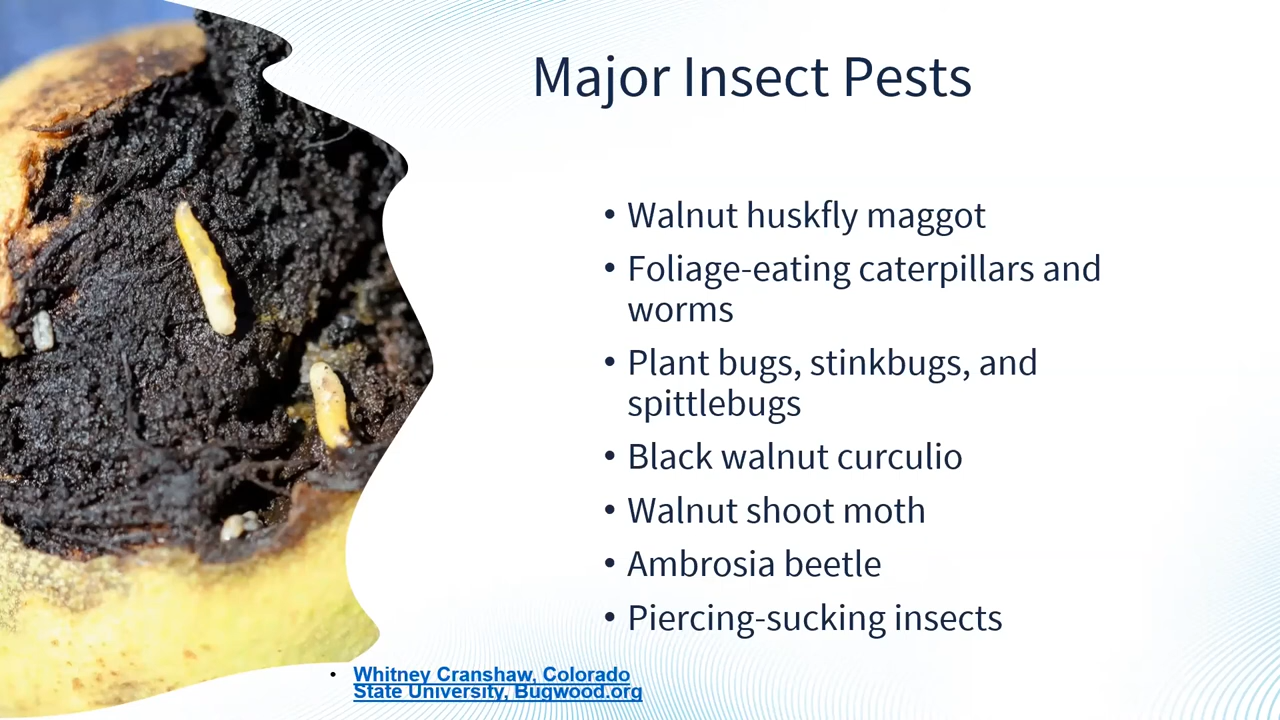 Major Insect Pests
• Walnut huskfly maggot
• Foliage-eating caterpillars and
worms
• Plant bugs, stinkbugs, and
spittlebugs
• Black walnut curculio
• Walnut shoot moth
• Ambrosia beetle
• Piercing-sucking insects
• Whitney Cranshaw, Colorado
State University, Bugwood.org